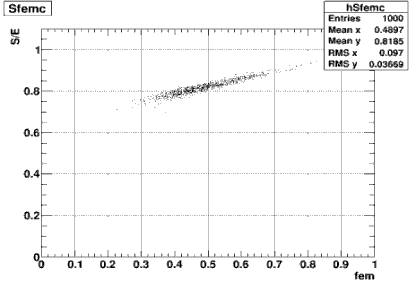 Sfemc
hSfemc
Entries 1000
Mean x 0.4897
Mean y 0.8185
RMS x 0.097
RMS y 0.03669
S/E
1
0.8
0.6
0.4
0.2
0
0 0.1 0.2 0.3 0.4 0.5 0.6 0.7 0.8 0.9 1
fem